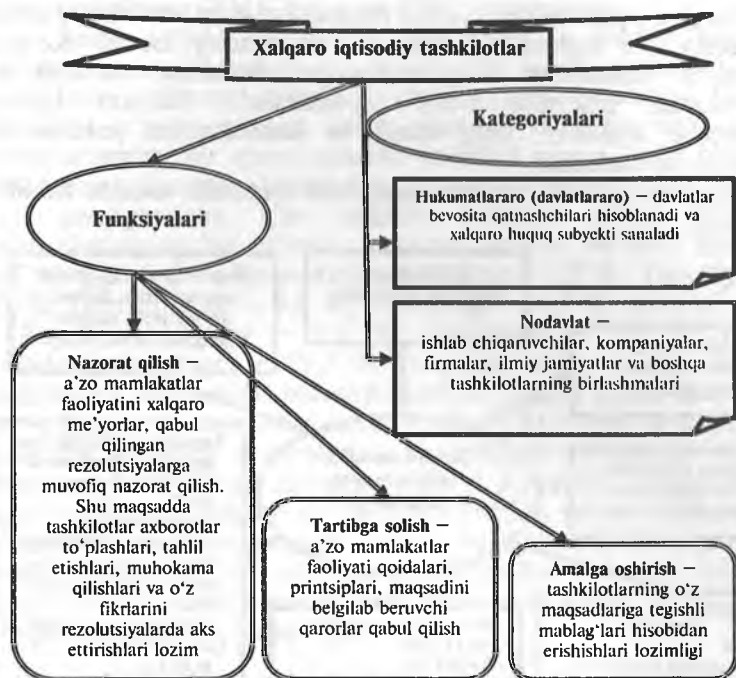 Xalqaro iqtisodiy tashkilotlar
Kategoriyalari
Hukumatlararo (davlatlararo) – davlatlar
bevosita qatnashchilari hisoblanadi va
xalqaro huquq subyekti sanaladi
Funksiyalari
Nodavlat –
ishlab chiqaruvchilar, kompaniyalar,
firmalar, ilmiy jamiyatlar va boshqa
tashkilotlarning birlashmalari
Nazorat qilish –
a’zo mamlakatlar
faoliyatini xalqaro
me’yorlar, qabul
qilingan
rezolutsiyalarga
muvofiq nazorat qilish.
Shu maqsadda
tashkilotlar axborotlar
to‘plashlari, tahlil
etishlari, muhokama
qilishlari va o‘z
fikrlarini
rezolutsiyalarda aks
ettirishlari lozim
Tartibga solish –
a’zo mamlakatlar
faoliyati qoidalari,
printsiplari, maqsadini
belgilab beruvchi
qarorlar qabul qilish
Amalga oshirish –
tashkilotlarning o‘z
maqsadlariga tegishli
mablag‘lari hisobidan
erishishlari lozimligi